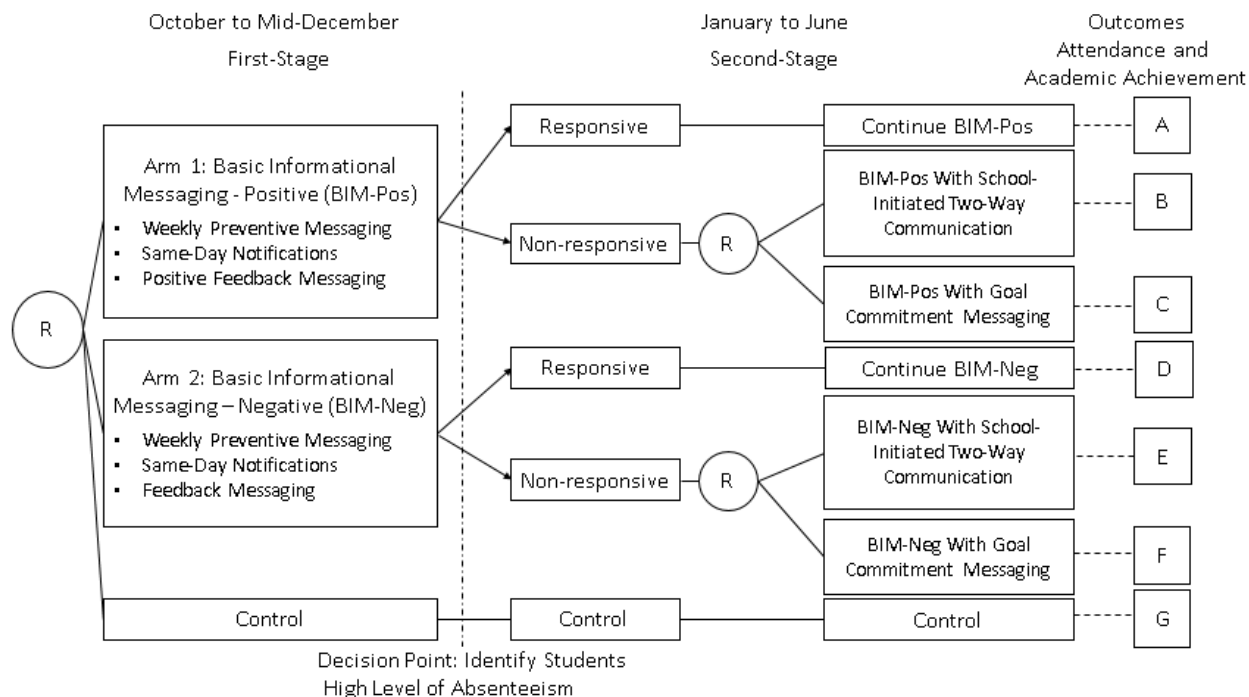 October to Mid-December
First-Stage
January to June
Second-Stage
Outcomes
Attendance and
Academic Achievement
R
Arm 1: Basic Informational
Messaging - Positive (BIM-Pos)
▪ Weekly Preventive Messaging
▪ Same-Day Notifications
▪ Positive Feedback Messaging
Responsive
Continue BIM-Pos
A
Non-responsive
R
BIM-Pos With School-
Initiated Two-Way
Communication
B
BIM-Pos With Goal
Commitment Messaging
C
Arm 2: Basic Informational
Messaging – Negative (BIM-Neg)
▪ Weekly Preventive Messaging
▪ Same-Day Notifications
▪ Feedback Messaging
Responsive
Continue BIM-Neg
D
Non-responsive
R
BIM-Neg With School-
Initiated Two-Way
Communication
E
BIM-Neg With Goal
Commitment Messaging
F
Control
Control
Control
G
Decision Point: Identify Students
High Level of Absenteeism